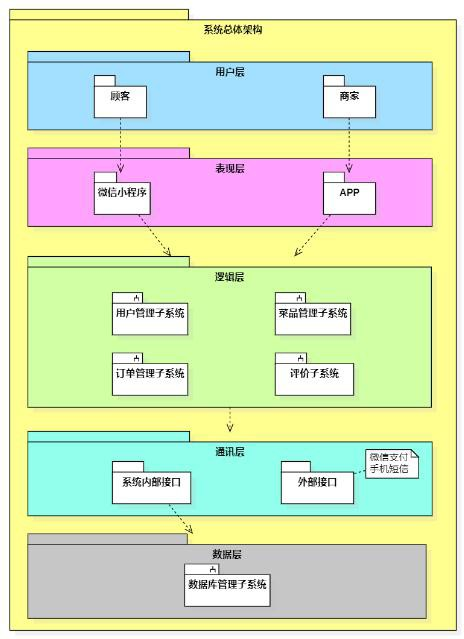 系统总体架构
用户层
顾客
商家
表现层
微信小程序
APP
逻辑层
用户管理子系统
菜品管理子系统
订单管理子系统
评价子系统
通讯层
微信支付
手机短信
系统内部接口
外部接口
数据层
数据库管理子系统